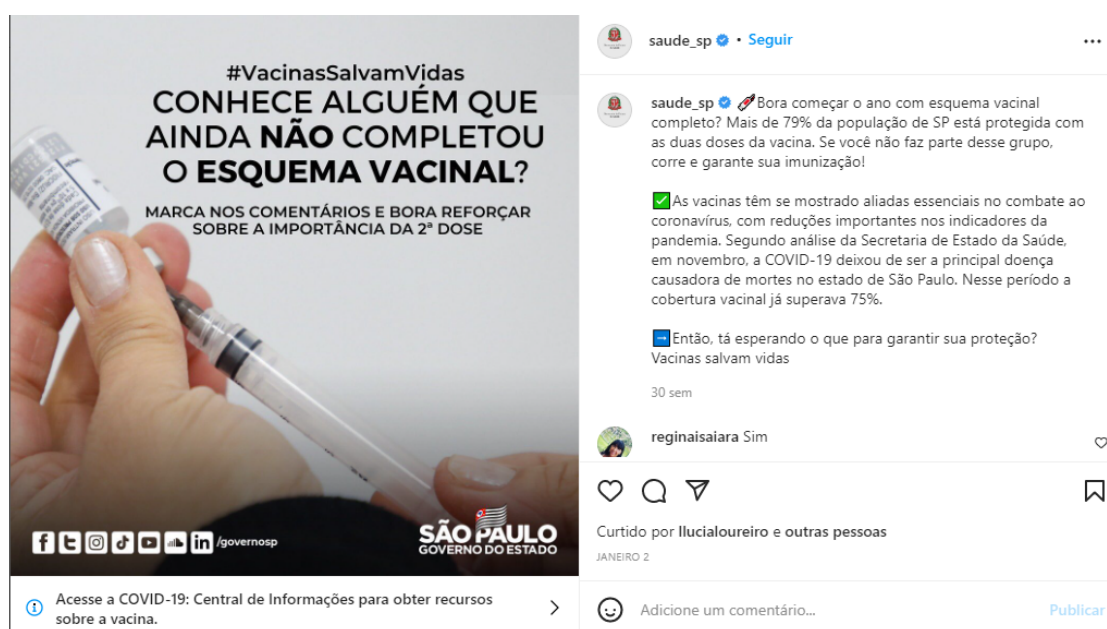 #VacinasSalvamVidas
CONHECE ALGUÉM QUE
AINDA NÃO COMPLETOU
O ESQUEMA VACINAL?
MARCA NOS COMENTÁRIOS E BORA REFORÇAR
SOBRE A IMPORTÂNCIA DA 2ª DOSE
/governosp
SÃO PAULO
GOVERNO DO ESTADO
Acesse a COVID-19: Central de Informações para obter recursos
sobre a vacina.
saude_sp • Seguir
saude_sp Bora começar o ano com esquema vacinal
completo? Mais de 79% da população de SP está protegida com
as duas doses da vacina. Se você não faz parte desse grupo,
corre e garante sua imunização!
As vacinas têm se mostrado aliadas essenciais no combate ao
coronavírus, com reduções importantes nos indicadores da
pandemia. Segundo análise da Secretaria de Estado da Saúde,
em novembro, a COVID-19 deixou de ser a principal doença
causadora de mortes no estado de São Paulo. Nesse período a
cobertura vacinal já superava 75%.
Então, tá esperando o que para garantir sua proteção?
Vacinas salvam vidas
30 sem
reginaisaiara Sim
Curtido por llucialoureiro e outras pessoas
JANEIRO 2
Adicione um comentário...
Publicar